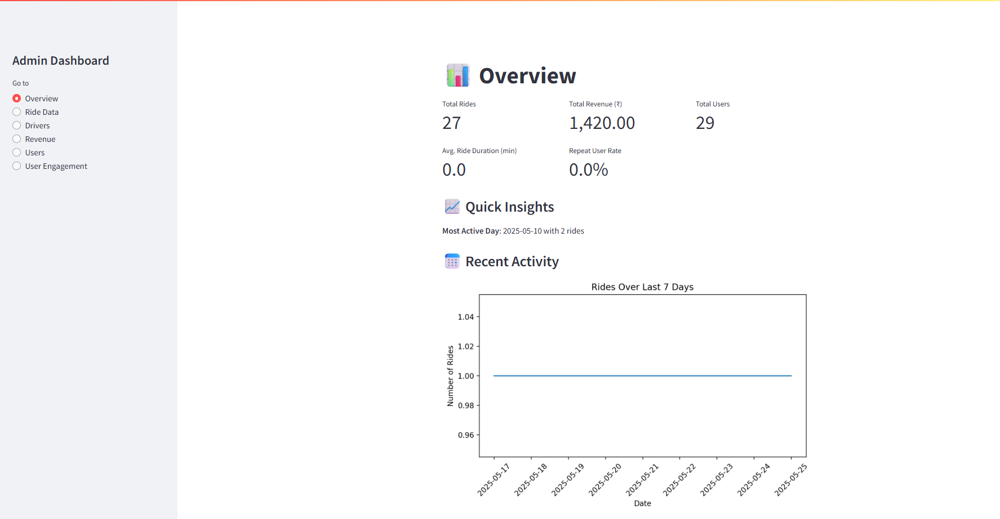 Admin Dashboard
Go to
Overview
Ride Data
Drivers
Revenue
Users
User Engagement
Overview
Total Rides
27
Total Revenue (₹)
1,420.00
Total Users
29
Avg. Ride Duration (min)
0.0
Repeat User Rate
0.0%
Quick Insights
Most Active Day: 2025-05-10 with 2 rides
Recent Activity
Rides Over Last 7 Days
Number of Rides
1.04
1.02
1.00
0.98
0.96
2025-05-17
2025-05-18
2025-05-19
2025-05-20
2025-05-21
2025-05-22
2025-05-23
2025-05-24
2025-05-25
Date